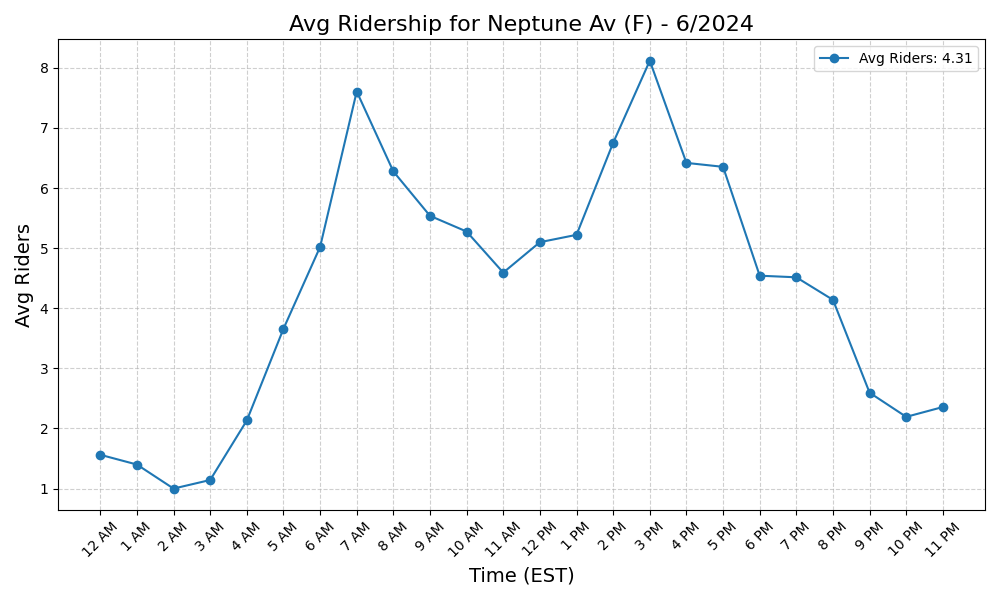 Avg Ridership for Neptune Av (F) - 6/2024
Avg Riders: 4.31
Avg Riders
8
7
6
5
4
3
2
1
12 AM
1 AM
2 AM
3 AM
4 AM
5 AM
6 AM
7 AM
8 AM
9 AM
10 AM
11 AM
12 PM
1 PM
2 PM
3 PM
4 PM
5 PM
6 PM
7 PM
8 PM
9 PM
10 PM
11 PM
Time (EST)